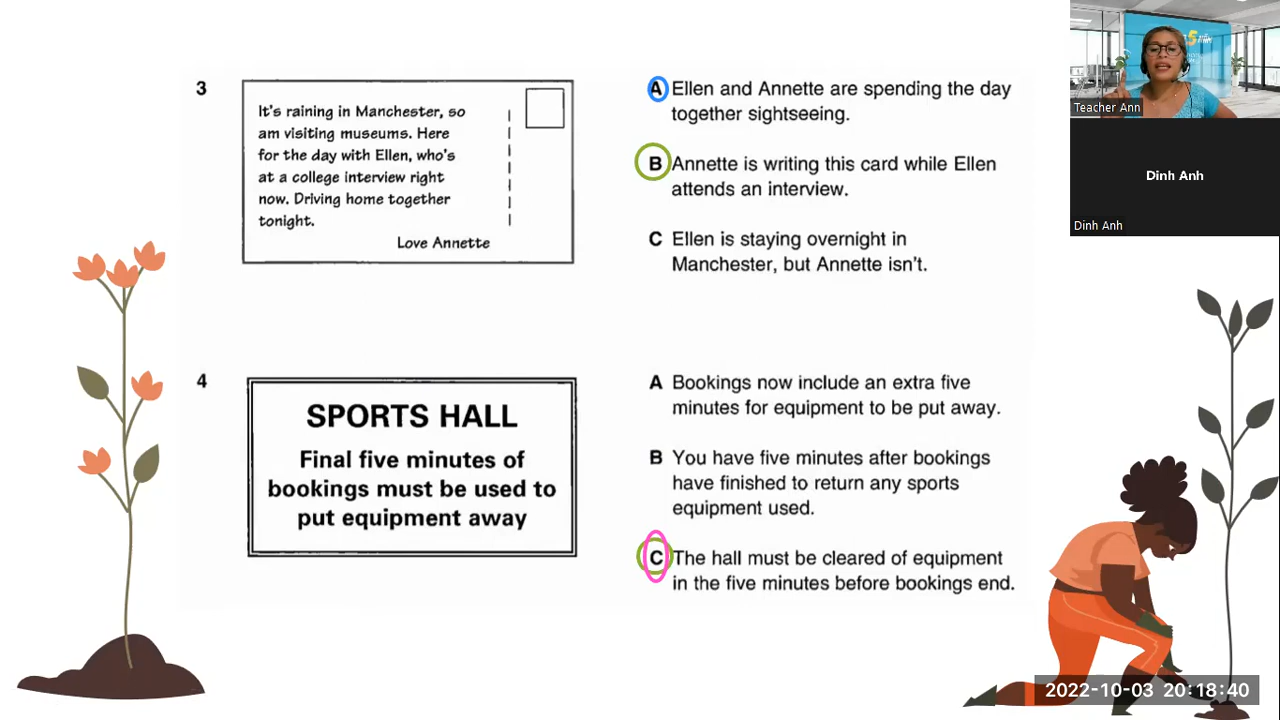 3
It's raining in Manchester, so
am visiting museums. Here
for the day with Ellen, who's
at a college interview right
now. Driving home together
tonight.
Love Annette
A Ellen and Annette are spending the day
together sightseeing.
B Annette is writing this card while Ellen
attends an interview.
C Ellen is staying overnight in
Manchester, but Annette isn't.
4
SPORTS HALL
Final five minutes of
bookings must be used to
put equipment away
A Bookings now include an extra five
minutes for equipment to be put away.
B You have five minutes after bookings
have finished to return any sports
equipment used.
C The hall must be cleared of equipment
in the five minutes before bookings end.
Teacher Ann
Dinh Anh
Dinh Anh
2022-10-03 20:18:40